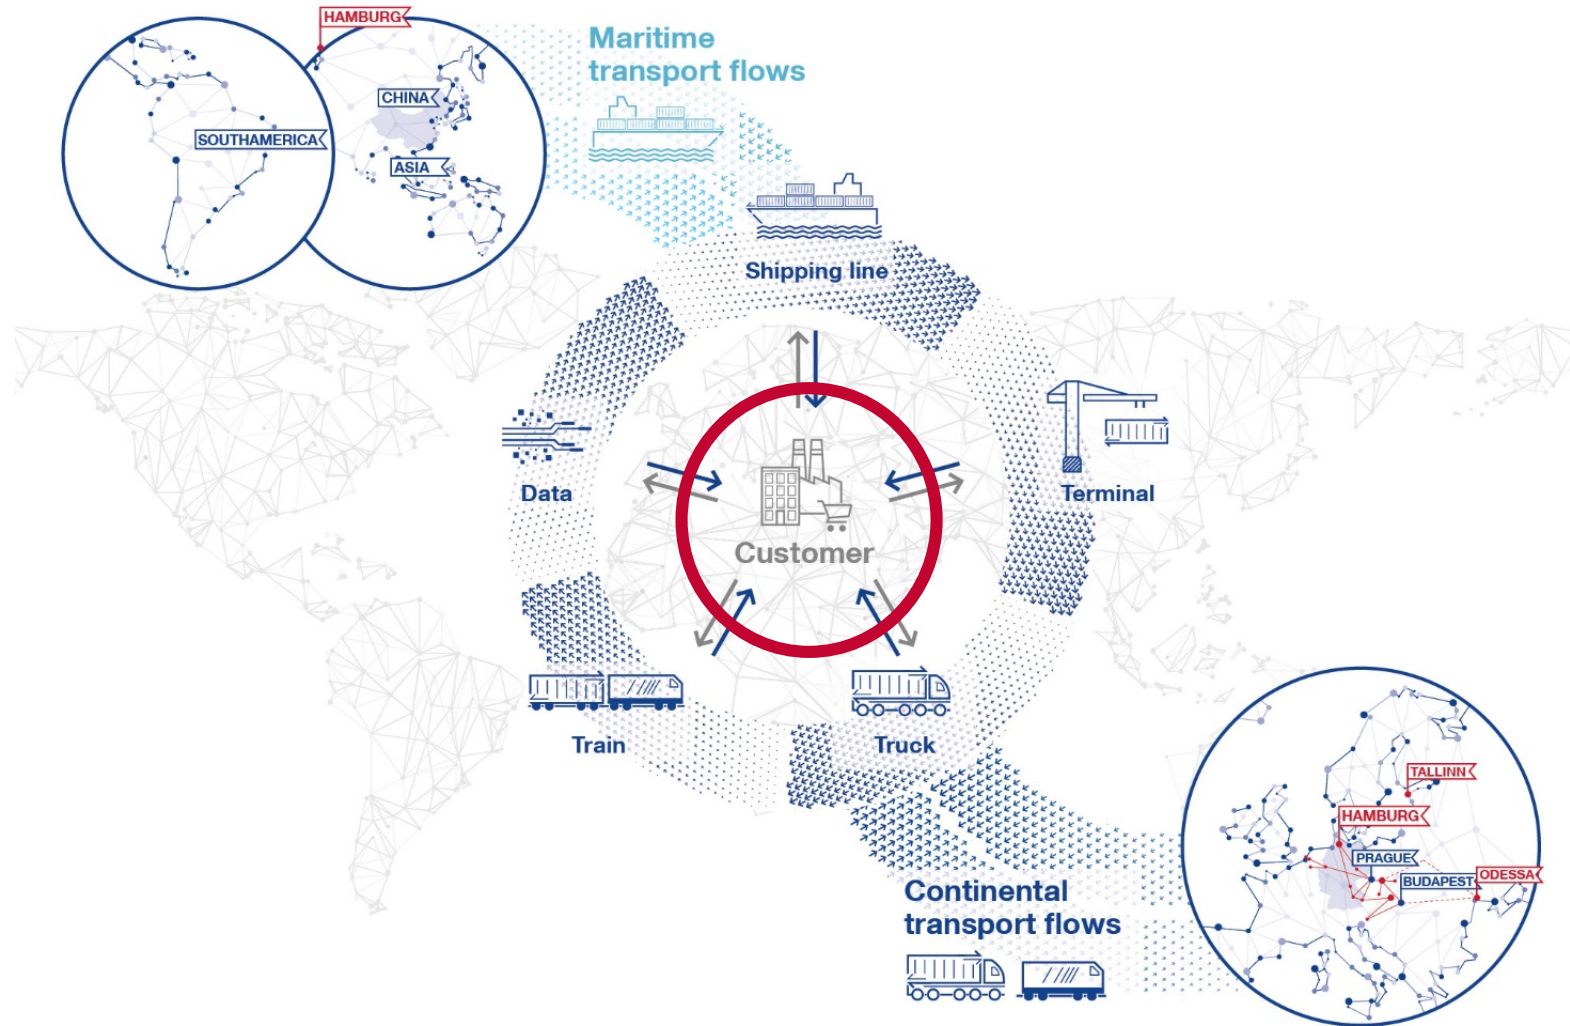 HAMBURG
Maritime
transport flows
CHINA
SOUTHAMERICA
ASIA
Shipping line
Data
Terminal
Customer
Train
Truck
TALLINN
HAMBURG
PRAGUE
BUDAPEST
ODESSA
Continental
transport flows